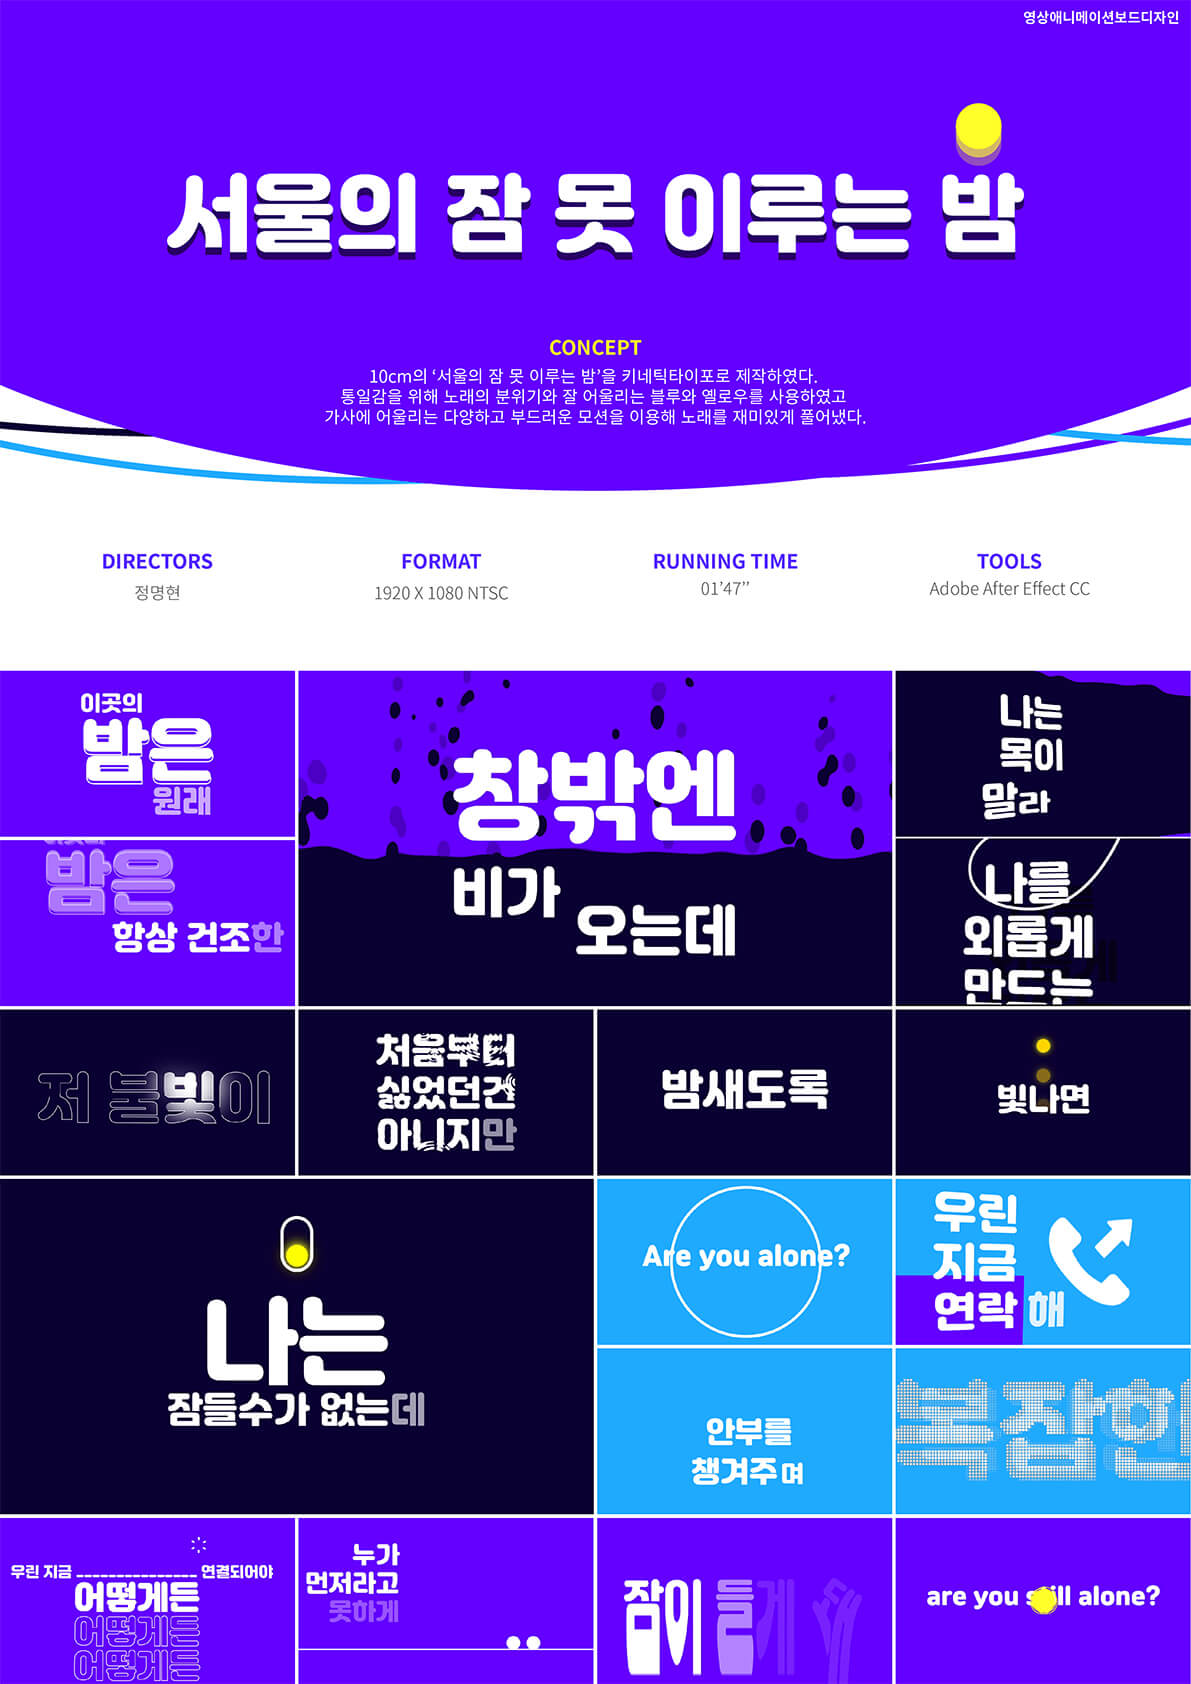 영상애니메이션보드디자인
서울의 잠 못 이루는 밤
CONCEPT
10cm의 ‘서울의 잠 못 이루는 밤’을 키네틱타이포로 제작하였다.
통일감을 위해 노래의 분위기와 잘 어울리는 블루와 옐로우를 사용하였고
가사에 어울리는 다양하고 부드러운 모션을 이용해 노래를 재미있게 풀어냈다.
DIRECTORS
정명현
FORMAT
1920 X 1080 NTSC
RUNNING TIME
01’47’’
TOOLS
Adobe After Effect CC
이곳의
밤은
원래
창밖엔
비가
오는데
나는
목이
말라
밤은
항상 건조한
나를
외롭게
만드는
저 불빛이
처음부터
싫었던건
아니지만
밤새도록
빛나면
나는
잠들수가 없는데
Are you alone?
우린
지금
연락해
안부를
챙겨주며
복잡한
우린 지금 ________________ 연결되어야
어떻게든
어떻게든
어떻게든
누가
먼저라고
못하게
잠이 들게
are you still alone?